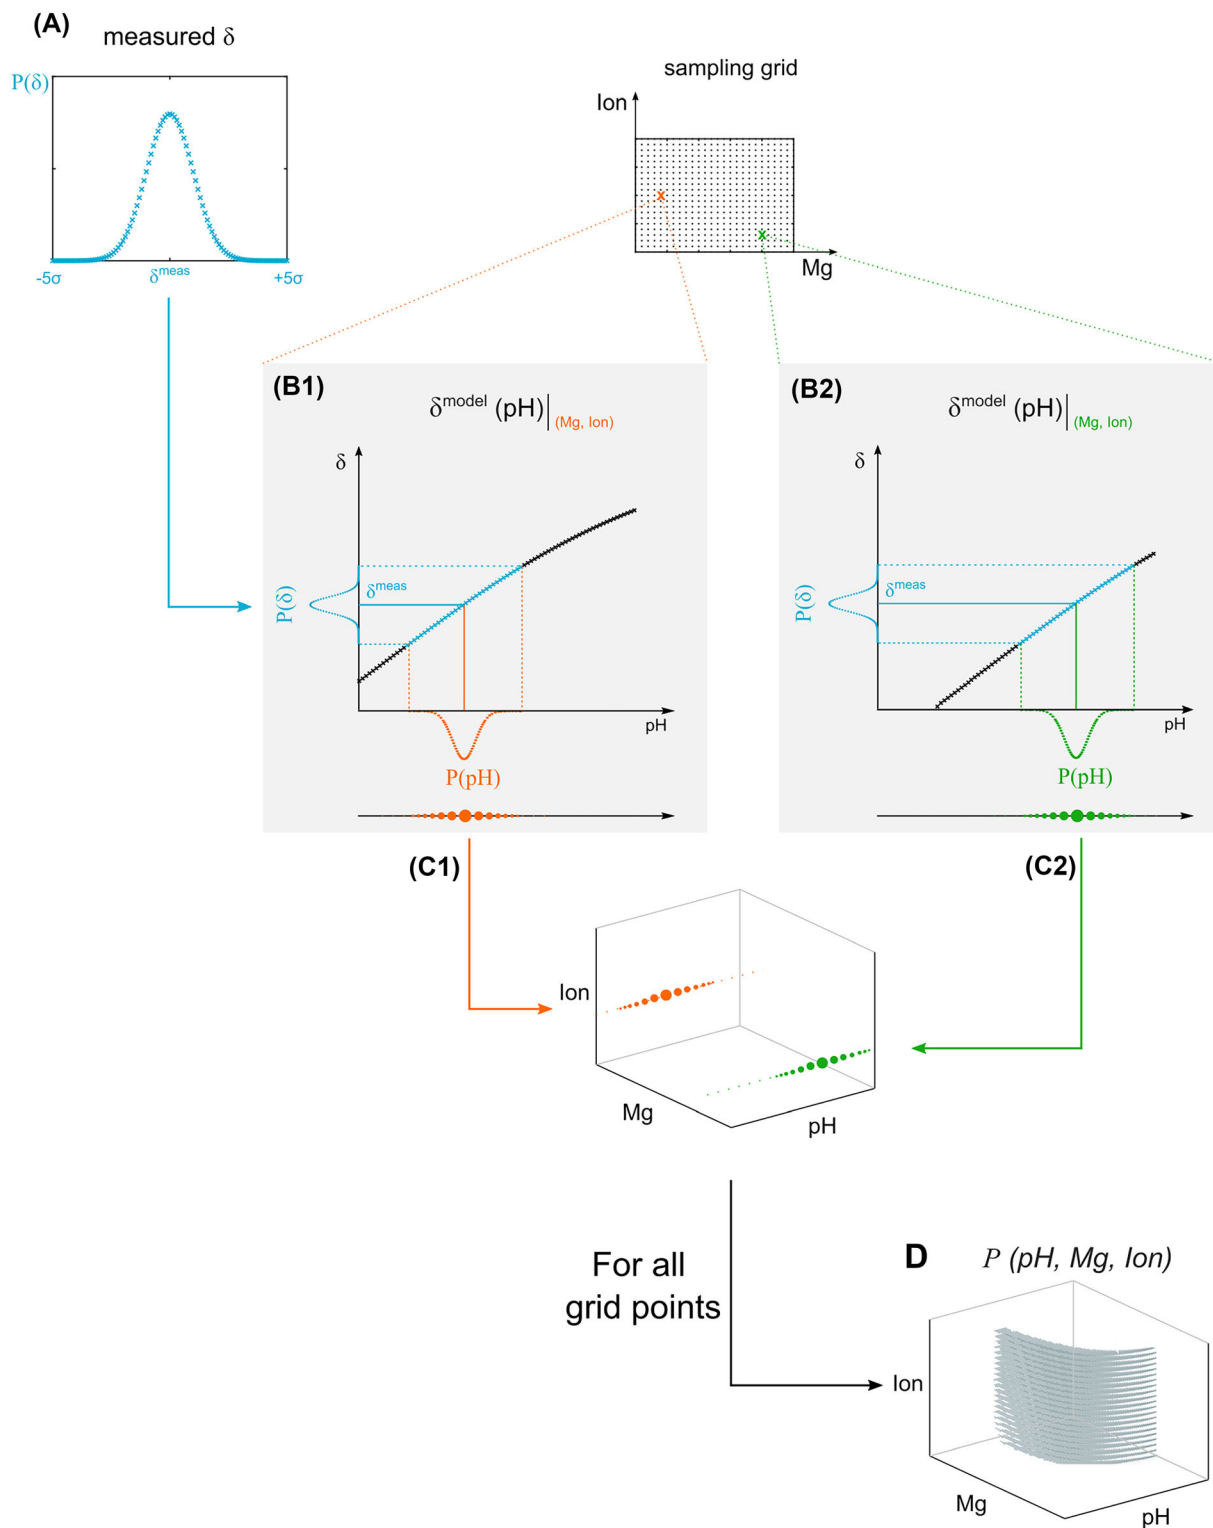 (A)
measured δ
P(δ)
-5σ
δmeas
+5σ
sampling grid
Ion
Mg
(B1)
δmodel (pH)|(Mg, Ion)
δ
P(δ)
δmeas
pH
P(pH)
(B2)
δmodel (pH)|(Mg, Ion)
δ
P(δ)
δmeas
pH
P(pH)
(C1)
(C2)
Ion
Mg
pH
For all
grid points
D
P (pH, Mg, Ion)
Ion
Mg
pH